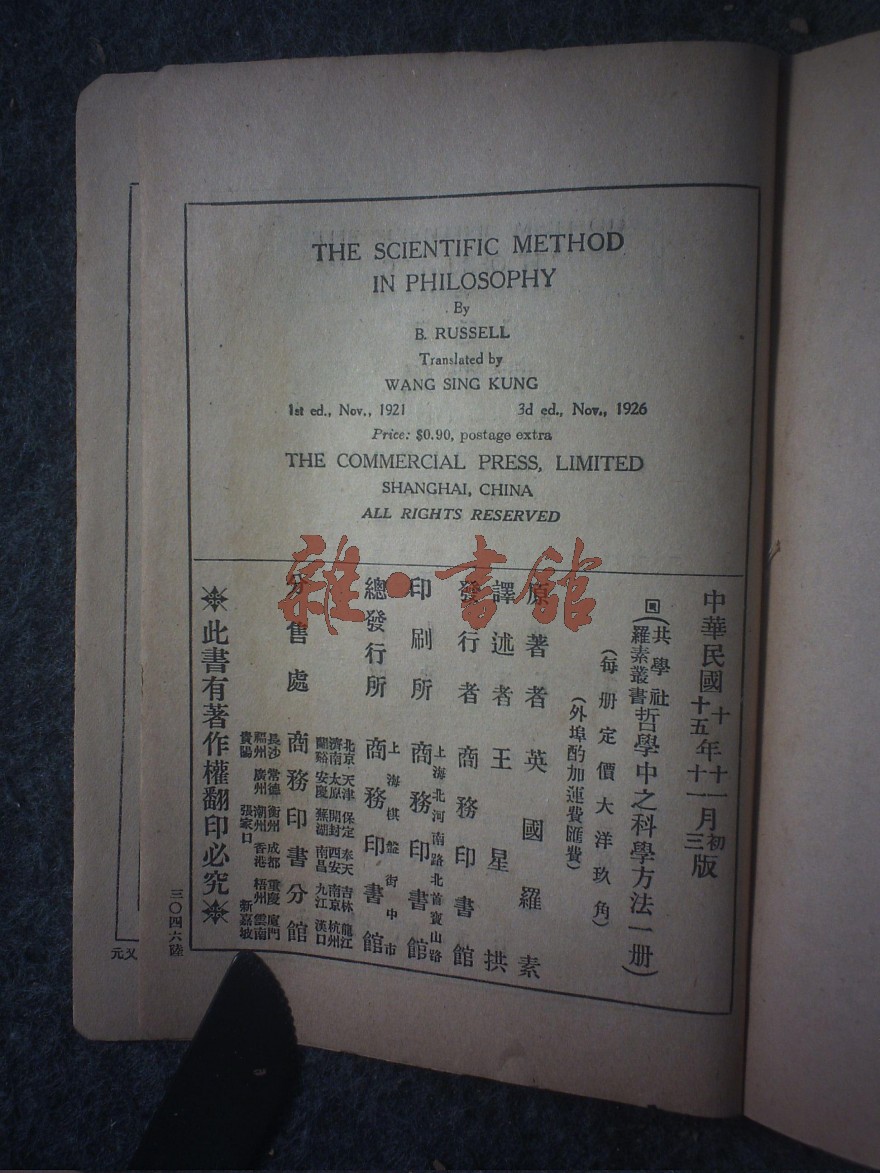 THE SCIENTIFIC METHOD
IN PHILOSOPHY
By
B. RUSSELL
Translated by
WANG SING KUNG
1st ed., Nov., 1921 3d ed., Nov., 1926
Price: $0.90, postage extra
THE COMMERCIAL PRESS, LIMITED
SHANGHAI, CHINA
ALL RIGHTS RESERVED
雜·書館
中華民國十年十一月初版
十五年十一月三版
(共學社羅素叢書哲學中之科學方法一册)
(每册定價大洋玖角)
(外埠酌加運費匯費)
原著者 英國羅素
譯述者 王星拱
發行者 商務印書館
印刷所 上海北河南路北首寶山路 商務印書館
總發行所 上海棋盤街中市 商務印書館
分售處 商務印書分館
北京 天津 保定 奉天 吉林 龍江
濟南 太原 開封 西安 南京 杭州
蘭谿 安慶 蕪湖 南昌 九江 漢口
長沙 常德 衡州 成都 重慶 廈門
福州 廣州 潮州 香港 梧州 雲南
貴陽 張家口 新嘉坡
此書有著作權翻印必究
三〇四六陸
元